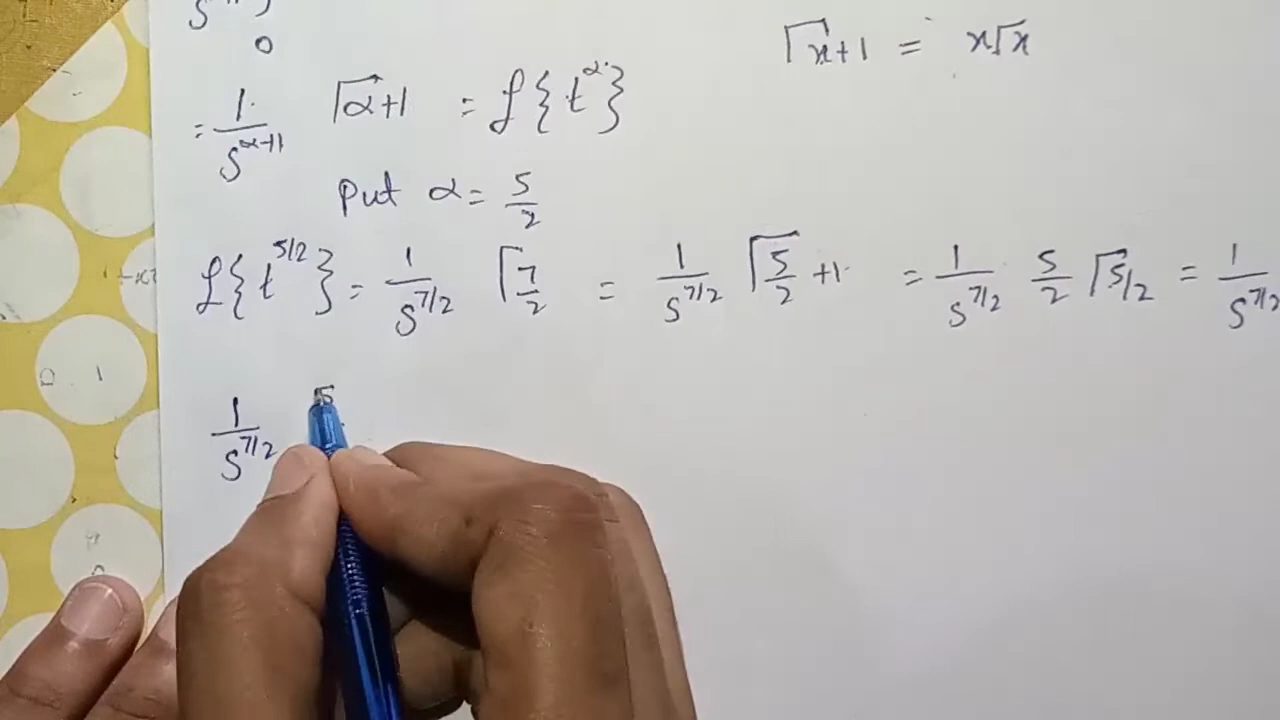 Γx+1 = xΓx
= 1/s^(α+1) Γα+1 = ℒ{t^α}
Put α = 5/2
ℒ{t^(5/2)} = 1/s^(7/2) Γ7/2 = 1/s^(7/2) Γ5/2 +1 = 1/s^(7/2) 5/2 Γ5/2 = 1/s^(7/2)
1/s^(7/2) 5